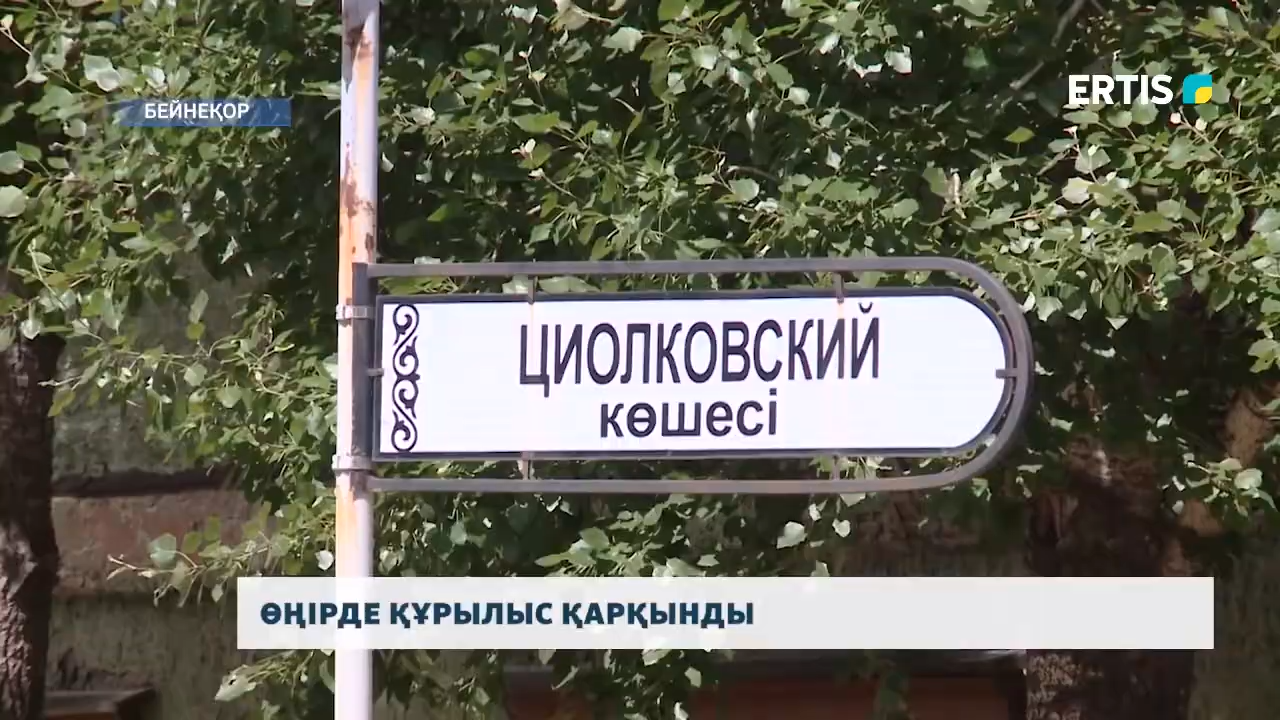 БЕЙНЕҚОР
ERTIS
ЦИОЛКОВСКИЙ
көшесі
ӨҢІРДЕ ҚҰРЫЛЫС ҚАРҚЫНДЫ